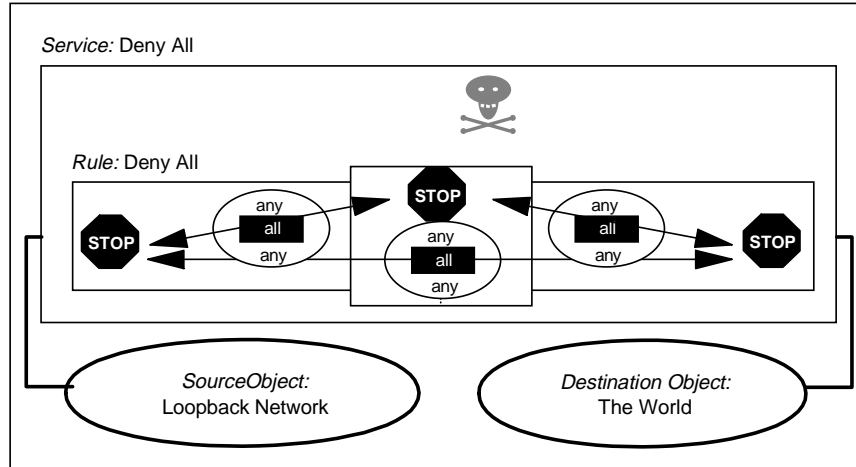 Service: Deny All
Rule: Deny All
STOP
any
all
any
STOP
any
all
any
any
all
any
STOP
SourceObject:
Loopback Network
Destination Object:
The World